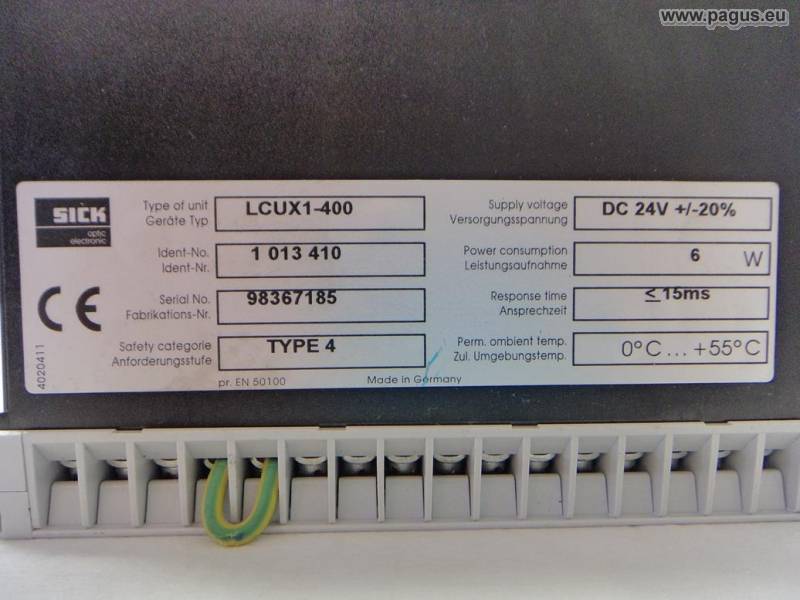 www.pagus.eu
SICK
optic
electronic
Type of unit
Geräte Typ
LCUX1-400
Supply voltage
Versorgungsspannung
DC 24V +/-20%
Ident-No.
Ident-Nr.
1 013 410
Power consumption
Leistungsaufnahme
6 W
Serial No.
Fabrikations-Nr.
98367185
Response time
Ansprechzeit
≤ 15ms
Safety categorie
Anforderungsstufe
TYPE 4
Perm. ambient temp.
Zul. Umgebungstemp.
0°C ... +55°C
CE
4020411
pr. EN 50100
Made in Germany